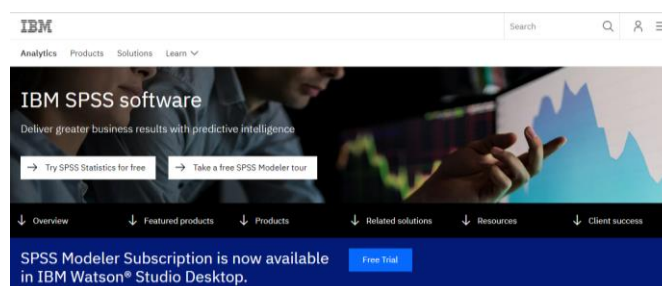 IBM
Search
Analytics Products Solutions Learn
IBM SPSS software
Deliver greater business results with predictive intelligence
→ Try SPSS Statistics for free → Take a free SPSS Modeler tour
↓ Overview ↓ Featured products ↓ Products ↓ Related solutions ↓ Resources ↓ Client success
SPSS Modeler Subscription is now available Free Trial
in IBM Watson® Studio Desktop.